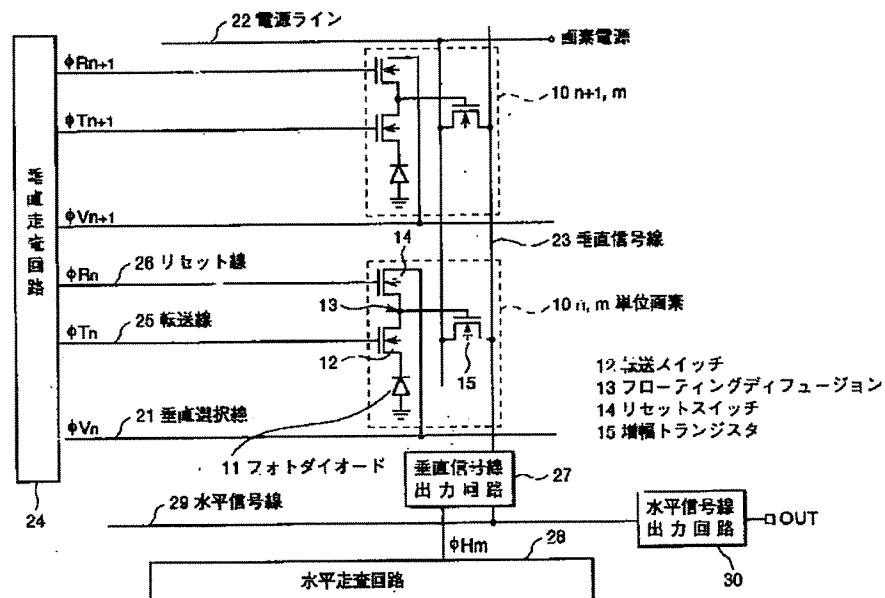 22 電源ライン
画素電源
φRn+1
10 n+1, m
φTn+1
垂直走査回路
φVn+1
23 垂直信号線
14
26 リセット線
φRn
13
10 n, m 単位画素
25 転送線
φTn
12
15
12 転送スイッチ
13 フローティングディフュージョン
14 リセットスイッチ
15 増幅トランジスタ
21 垂直選択線
φVn
11 フォトダイオード
垂直信号線
出力回路
27
24
29 水平信号線
水平信号線
出力回路
OUT
φHm
28
30
水平走査回路